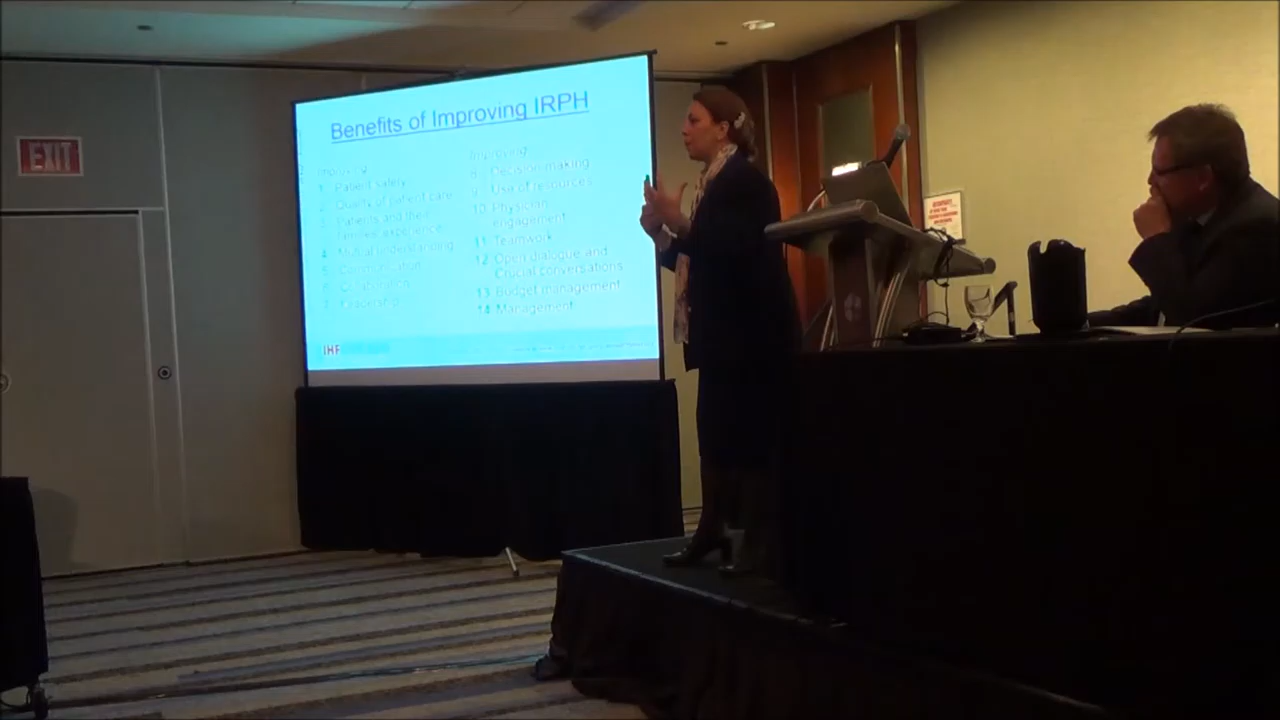 EXIT
Benefits of Improving IRPH
Improving
1. Patient safety
2. Quality of patient care
3. Patients and their
families experience
4. Mutual understanding
5. Communication
6. Collaboration
7. Leadership
Improving
8. Decision making
9. Use of resources
10. Physician
engagement
11. Teamwork
12. Open dialogue and
Crucial conversations
13. Budget management
14. Management
IHF